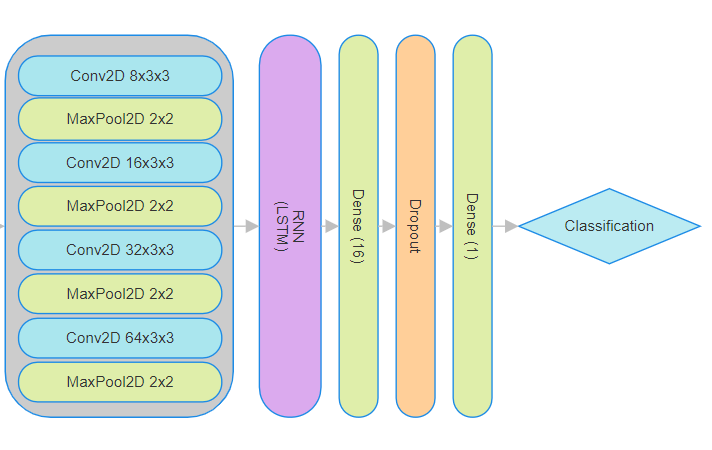 Conv2D 8x3x3
MaxPool2D 2x2
Conv2D 16x3x3
MaxPool2D 2x2
Conv2D 32x3x3
MaxPool2D 2x2
Conv2D 64x3x3
MaxPool2D 2x2
RNN
(LSTM)
Dense (16)
Dropout
Dense (1)
Classification